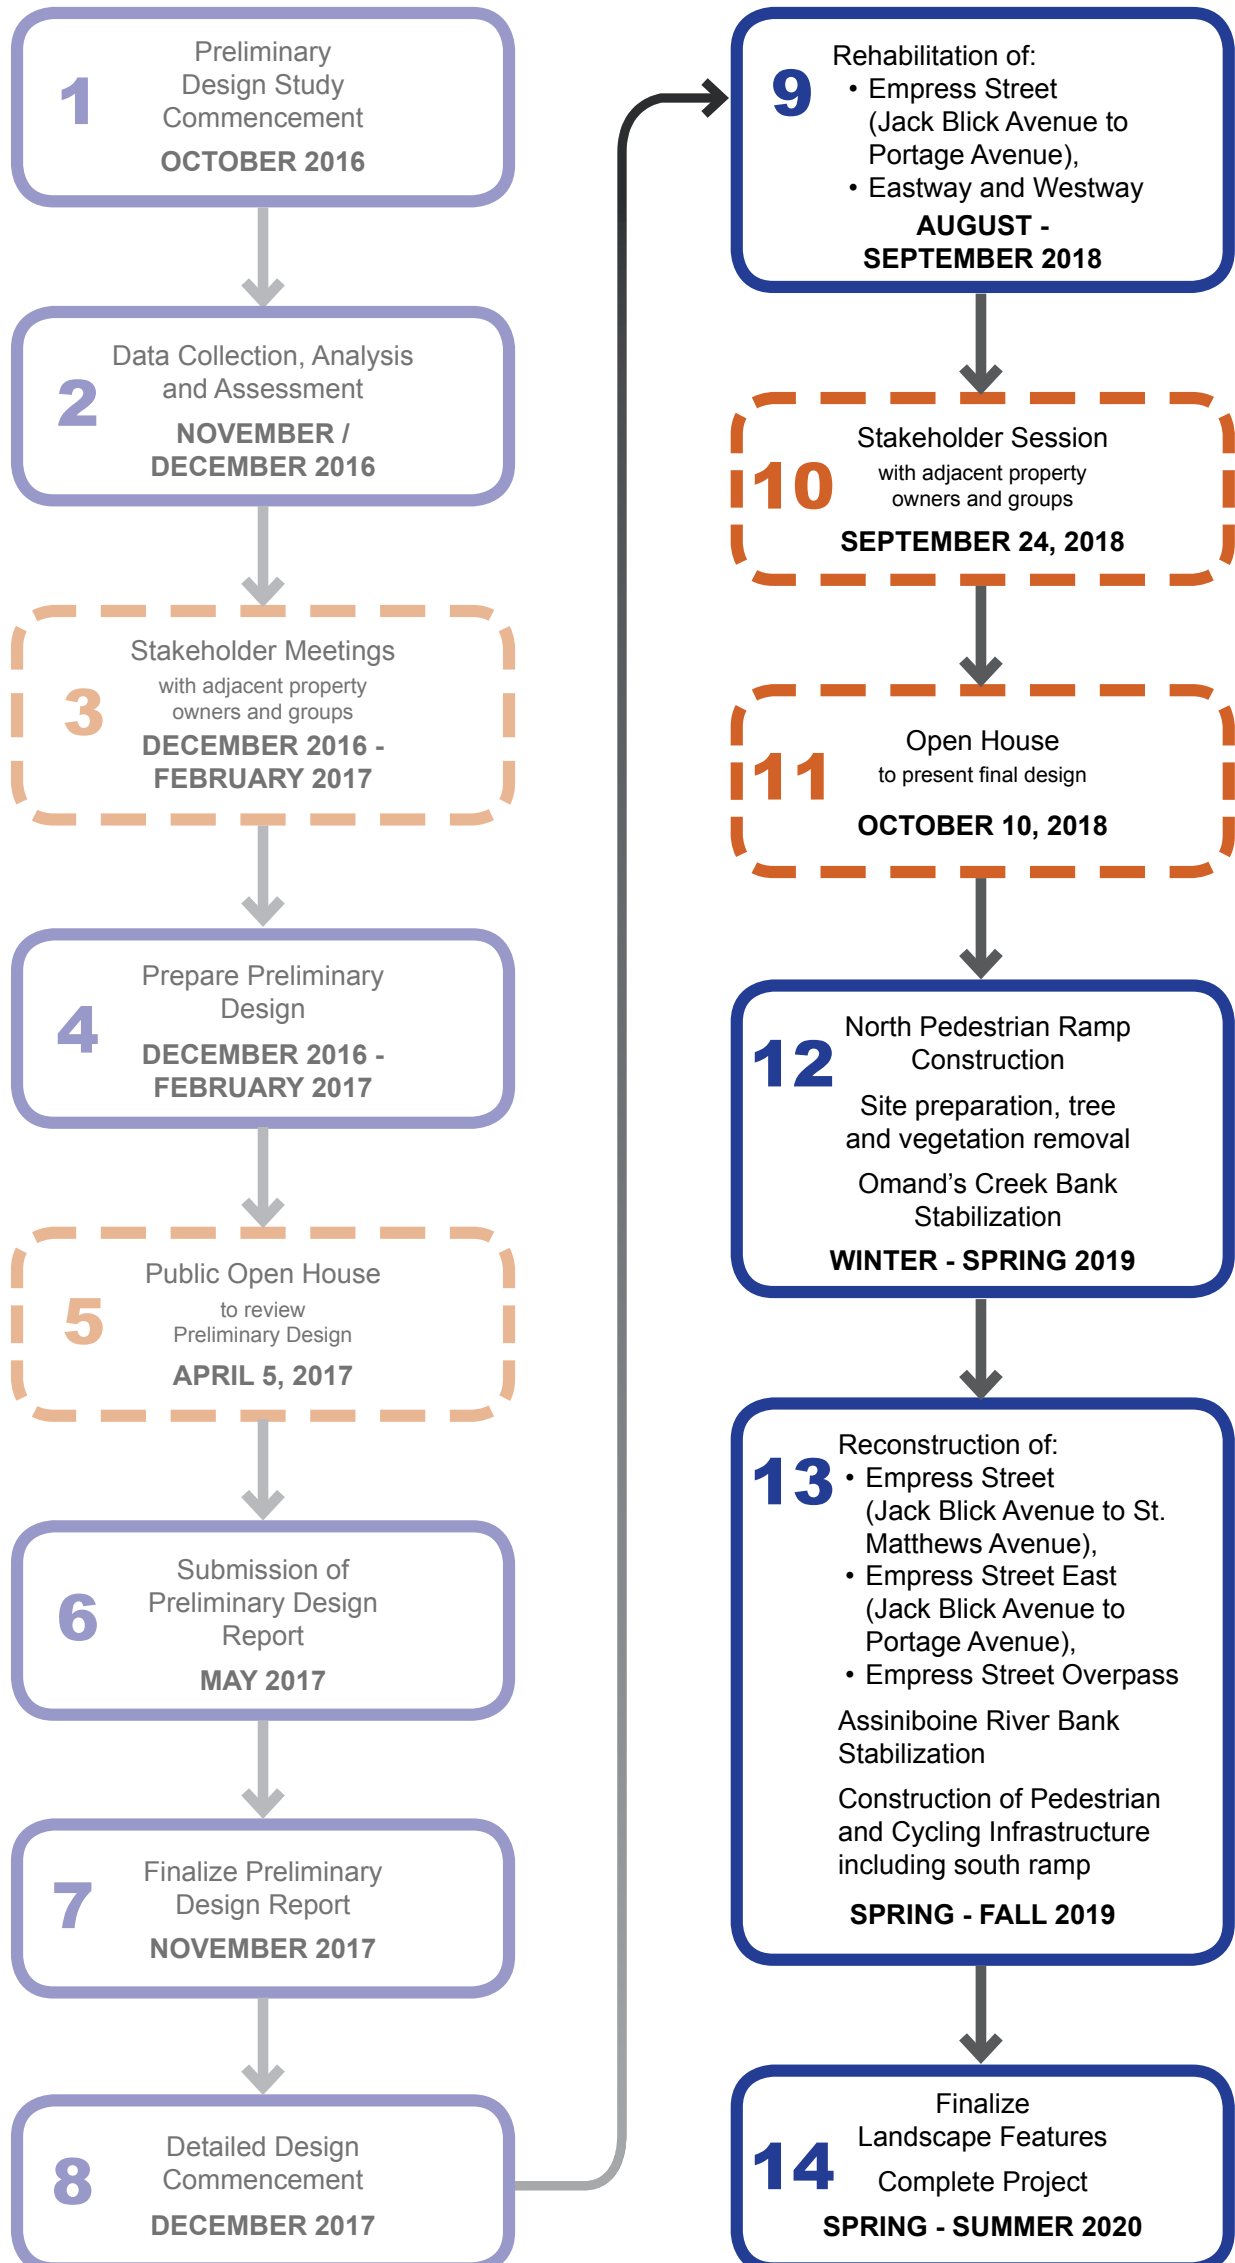 1
Preliminary
Design Study
Commencement
OCTOBER 2016
2
Data Collection, Analysis
and Assessment
NOVEMBER /
DECEMBER 2016
3
Stakeholder Meetings
with adjacent property
owners and groups
DECEMBER 2016 -
FEBRUARY 2017
4
Prepare Preliminary
Design
DECEMBER 2016 -
FEBRUARY 2017
5
Public Open House
to review
Preliminary Design
APRIL 5, 2017
6
Submission of
Preliminary Design
Report
MAY 2017
7
Finalize Preliminary
Design Report
NOVEMBER 2017
8
Detailed Design
Commencement
DECEMBER 2017
9
Rehabilitation of:
• Empress Street
(Jack Blick Avenue to
Portage Avenue),
• Eastway and Westway
AUGUST -
SEPTEMBER 2018
10
Stakeholder Session
with adjacent property
owners and groups
SEPTEMBER 24, 2018
11
Open House
to present final design
OCTOBER 10, 2018
12
North Pedestrian Ramp
Construction
Site preparation, tree
and vegetation removal
Omand's Creek Bank
Stabilization
WINTER - SPRING 2019
13
Reconstruction of:
• Empress Street
(Jack Blick Avenue to St.
Matthews Avenue),
• Empress Street East
(Jack Blick Avenue to
Portage Avenue),
• Empress Street Overpass
Assiniboine River Bank
Stabilization
Construction of Pedestrian
and Cycling Infrastructure
including south ramp
SPRING - FALL 2019
14
Finalize
Landscape Features
Complete Project
SPRING - SUMMER 2020